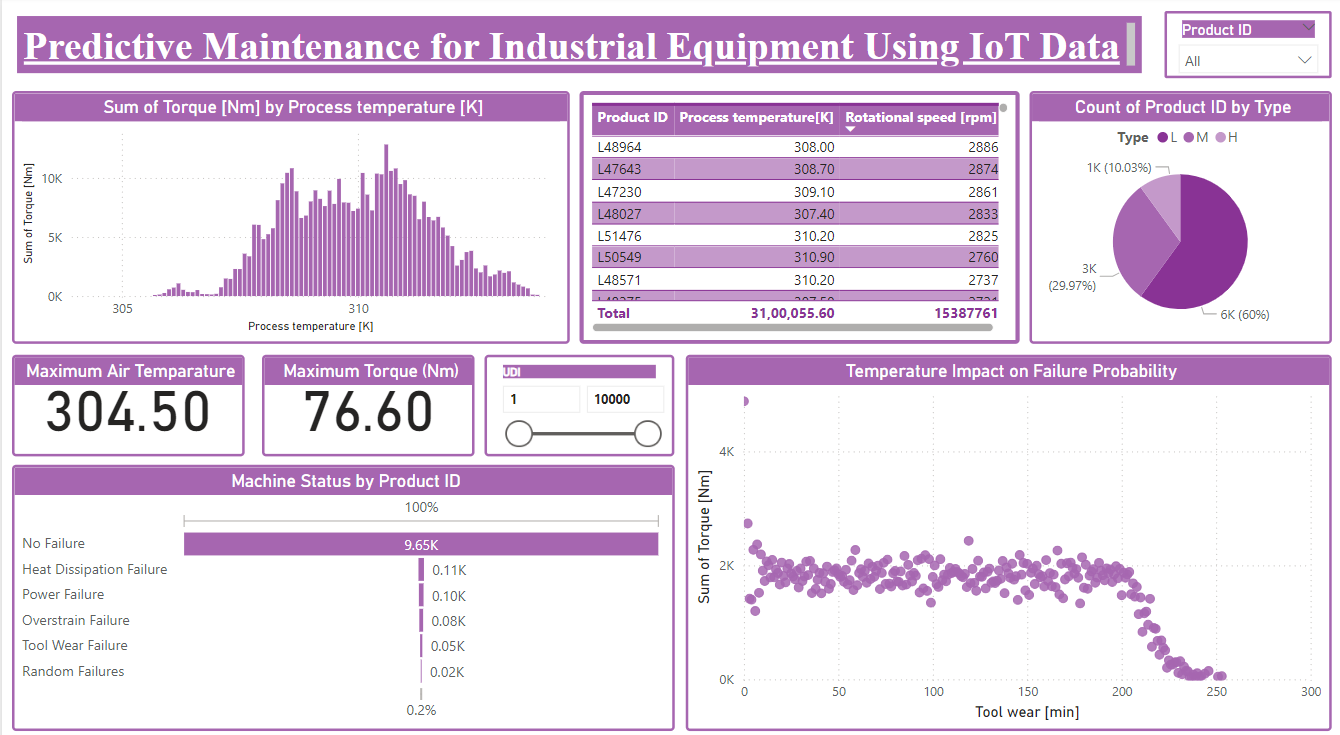 Predictive Maintenance for Industrial Equipment Using IoT Data
Product ID
All
Sum of Torque [Nm] by Process temperature [K]
Sum of Torque [Nm]
10K
5K
0K
305
310
Process temperature [K]
Product ID Process temperature[K] Rotational speed [rpm]
L48964 308.00 2886
L47643 308.70 2874
L47230 309.10 2861
L48027 307.40 2833
L51476 310.20 2825
L50549 310.90 2760
L48571 310.20 2737
Total 31,00,055.60 15387761
Count of Product ID by Type
Type L M H
1K (10.03%)
3K
(29.97%)
6K (60%)
Maximum Air Temparature
304.50
Maximum Torque (Nm)
76.60
UDI
1 10000
Machine Status by Product ID
100%
No Failure 9.65K
Heat Dissipation Failure 0.11K
Power Failure 0.10K
Overstrain Failure 0.08K
Tool Wear Failure 0.05K
Random Failures 0.02K
0.2%
Temperature Impact on Failure Probability
Sum of Torque [Nm]
4K
2K
0K
0 50 100 150 200 250 300
Tool wear [min]